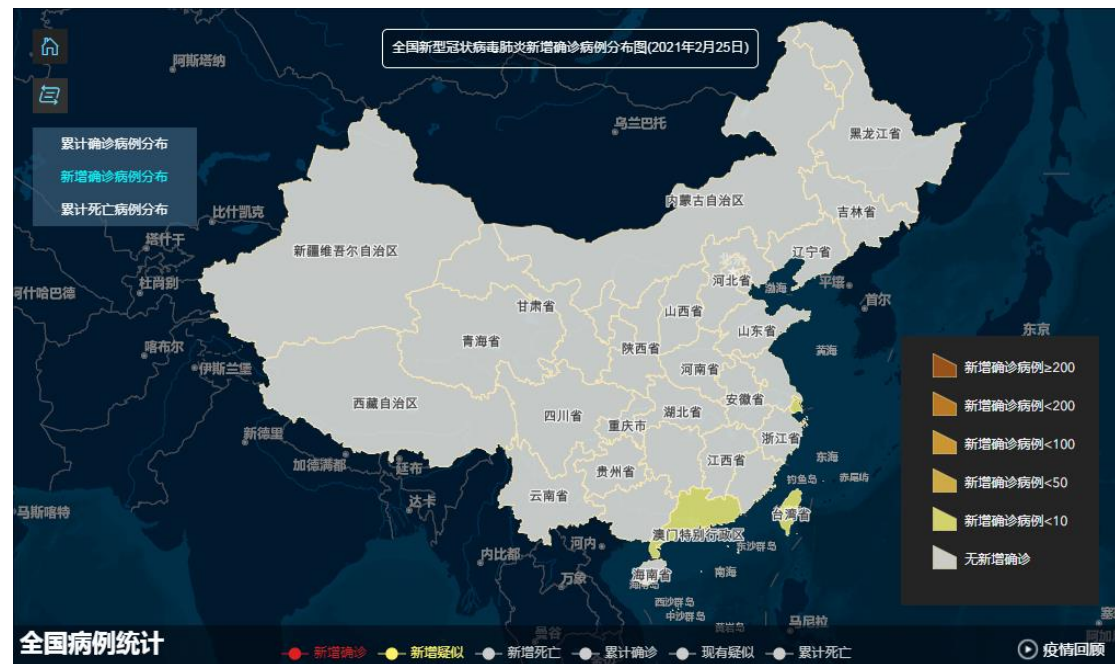 全国新型冠状病毒肺炎新增确诊病例分布图(2021年2月25日)
阿斯塔纳
乌兰巴托
累计确诊病例分布
新增确诊病例分布
累计死亡病例分布
黑龙江省
内蒙古自治区
吉林省
比什凯克
塔什干
新疆维吾尔自治区
辽宁省
杜尚别
阿什哈巴德
河北省
渤海
平壤
首尔
甘肃省
山西省
山东省
东京
喀布尔
青海省
陕西省
黄海
伊斯兰堡
河南省
西藏自治区
四川省
湖北省
安徽省
重庆市
新德里
浙江省
加德满都
廷布
贵州省
江西省
东海
钓鱼岛
赤尾屿
云南省
达卡
马斯喀特
台湾省
澳门特别行政区
东沙群岛
内比都
河内
万象
海南省
南海
西沙群岛
中沙群岛
黄岩岛
马尼拉
曼谷
新增确诊病例≥200
新增确诊病例<200
新增确诊病例<100
新增确诊病例<50
新增确诊病例<10
无新增确诊
全国病例统计
新增确诊
新增疑似
新增死亡
累计确诊
现有疑似
累计死亡
疫情回顾